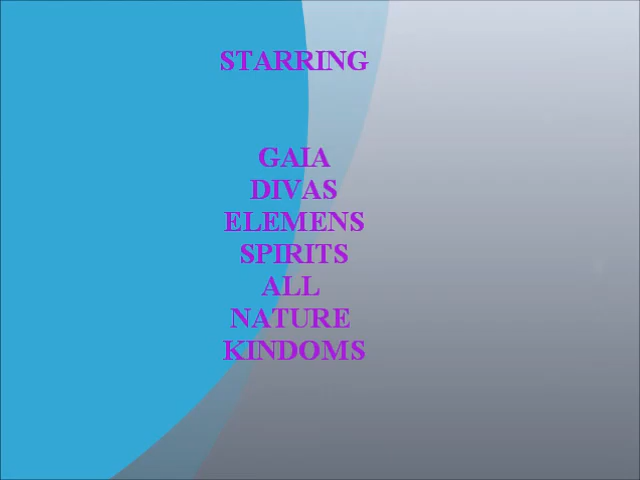 STARRING
GAIA
DIVAS
ELEMENS
SPIRITS
ALL
NATURE
KINDOMS